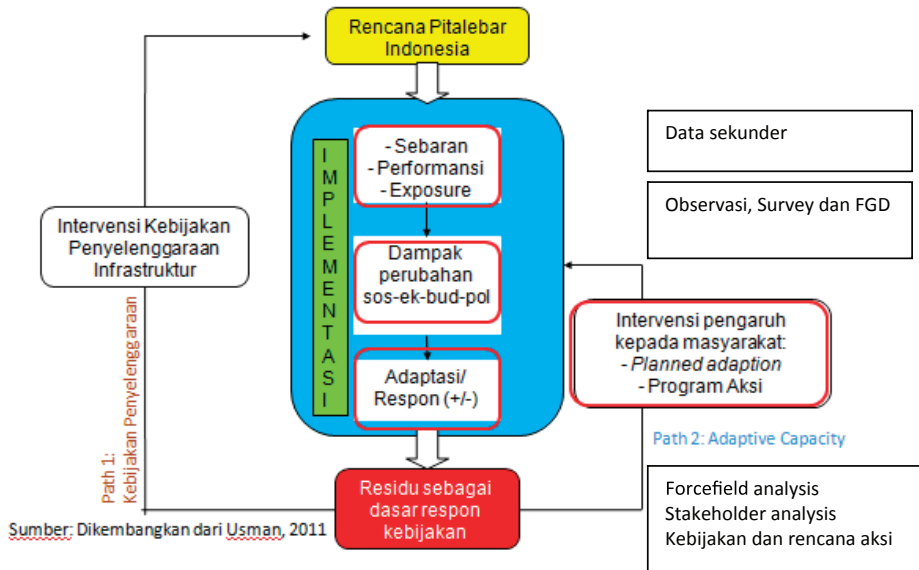 Rencana Pitalebar
Indonesia
IMPLEMENTASI
- Sebaran
- Performansi
- Exposure
Dampak
perubahan
sos-ek-bud-pol
Adaptasi/
Respon (+/-)
Residu sebagai
dasar respon
kebijakan
Intervensi Kebijakan
Penyelenggaraan
Infrastruktur
Path 1:
Kebijakan Penyelenggaraan
Data sekunder
Observasi, Survey dan FGD
Intervensi pengaruh
kepada masyarakat:
- Planned adaption
- Program Aksi
Path 2: Adaptive Capacity
Forcefield analysis
Stakeholder analysis
Kebijakan dan rencana aksi
Sumber: Dikembangkan dari Usman, 2011